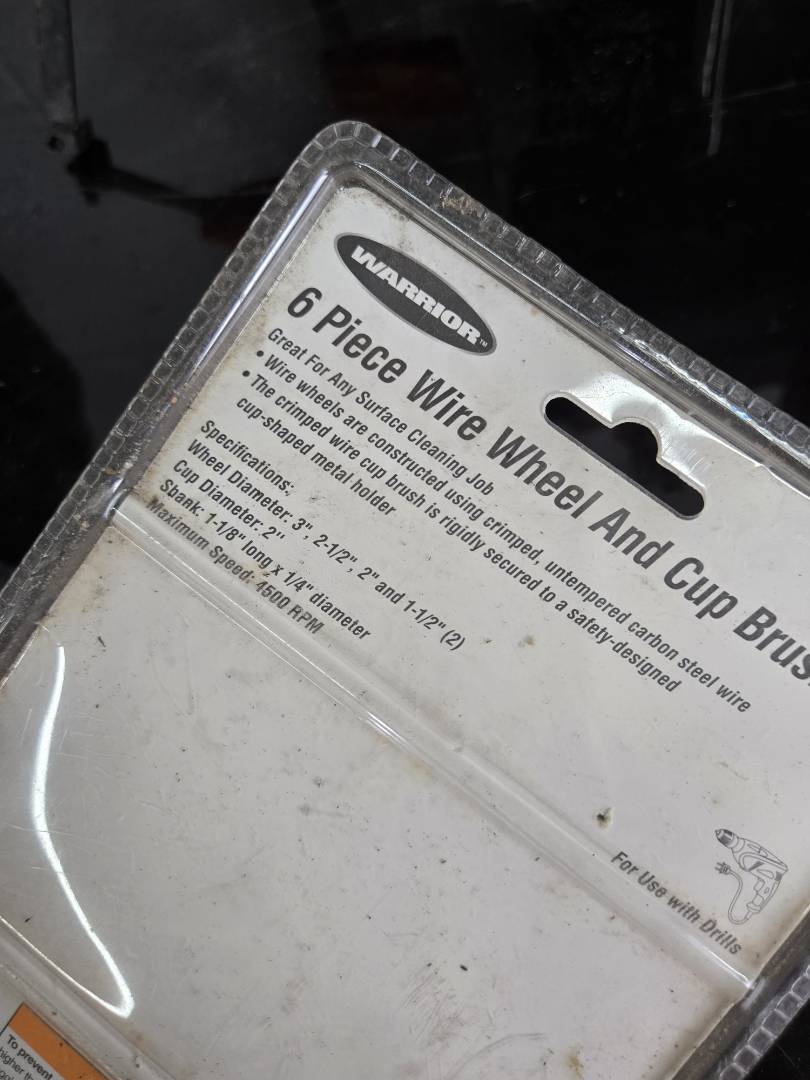 WARRIOR™
6 Piece Wire Wheel And Cup Brus
Great For Any Surface Cleaning Job
• Wire wheels are constructed using crimped, untempered carbon steel wire
• The crimped wire cup brush is rigidly secured to a safety-designed
cup-shaped metal holder
Specifications:
Wheel Diameter: 3", 2-1/2", 2" and 1-1/2" (2)
Cup Diameter: 2"
Shank: 1-1/8" long x 1/4" diameter
Maximum Speed: 4500 RPM
For Use with Drills
To prevent
higher th